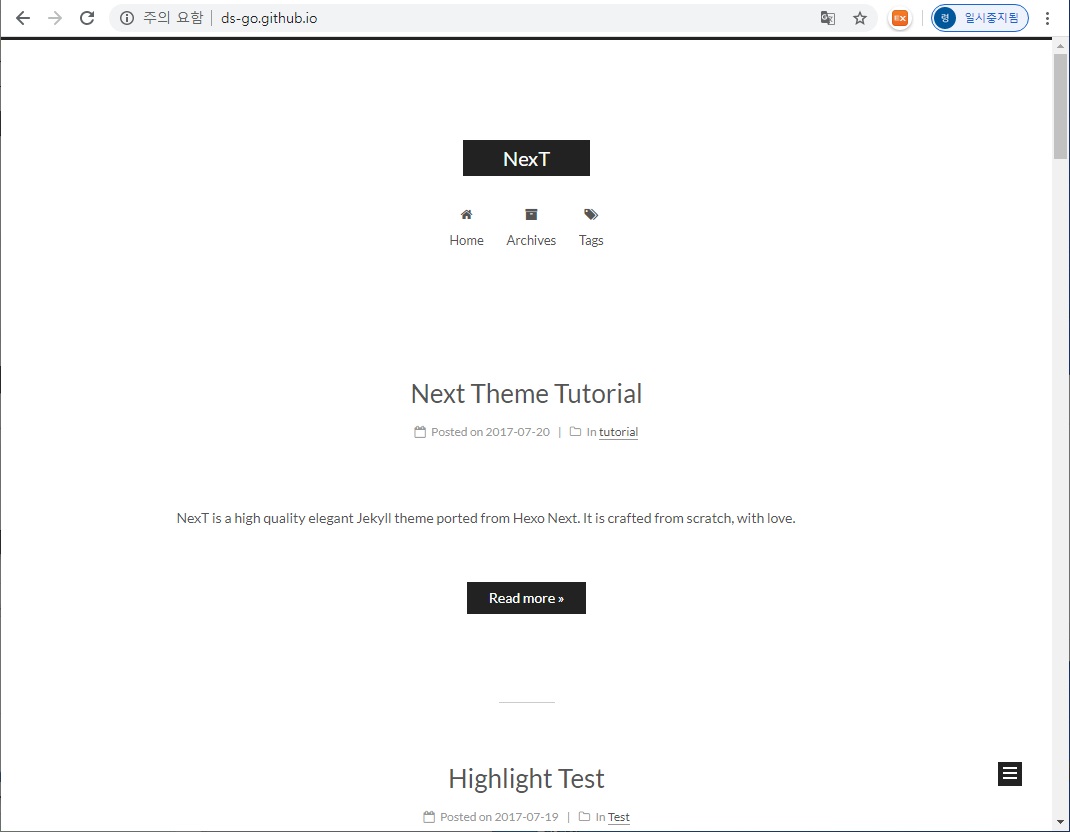 주의 요함 | ds-go.github.io
령 일시중지됨
NexT
Home Archives Tags
Next Theme Tutorial
Posted on 2017-07-20 | In tutorial
NexT is a high quality elegant Jekyll theme ported from Hexo Next. It is crafted from scratch, with love.
Read more »
Highlight Test
Posted on 2017-07-19 | In Test